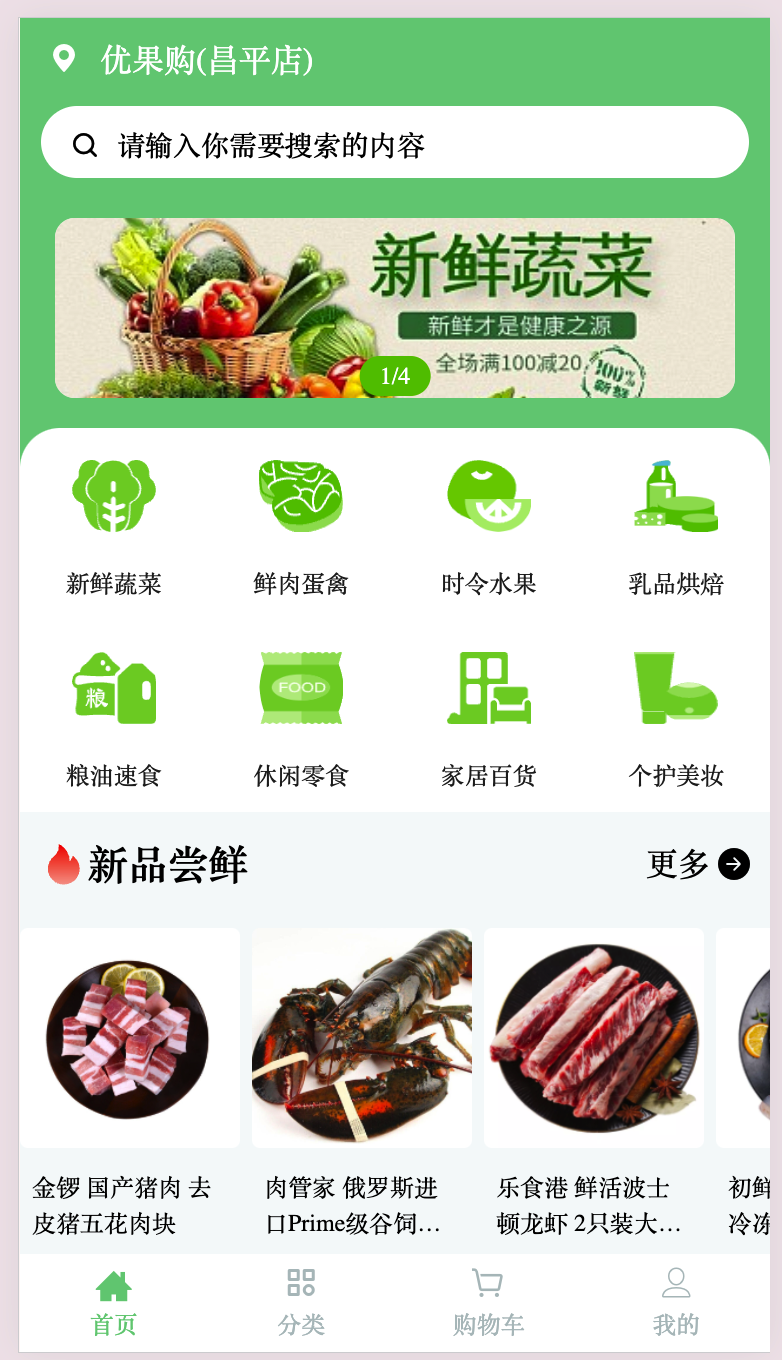 优果购(昌平店)
请输入你需要搜索的内容
新鲜蔬菜
新鲜才是健康之源
全场满100减20
100%
新鲜
1/4
新鲜蔬菜 鲜肉蛋禽 时令水果 乳品烘焙
粮
FOOD
粮油速食 休闲零食 家居百货 个护美妆
新品尝鲜 更多
金锣 国产猪肉 去
皮猪五花肉块
肉管家 俄罗斯进
口Prime级谷饲…
乐食港 鲜活波士
顿龙虾 2只装大…
初鲜
冷冻
首页 分类 购物车 我的